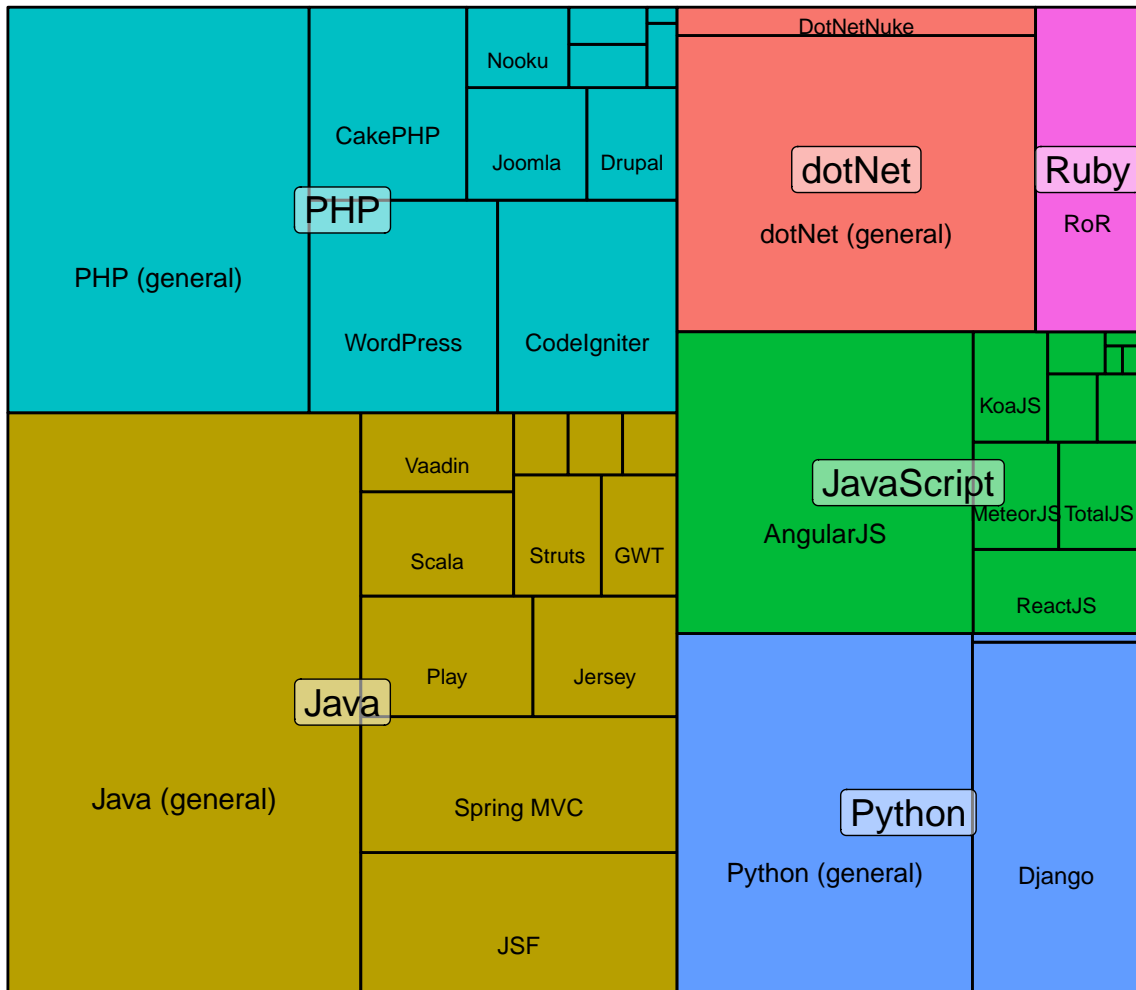 Nooku
CakePHP
Joomla
Drupal
PHP
PHP (general)
WordPress
CodeIgniter
DotNetNuke
dotNet
dotNet (general)
Ruby
RoR
Vaadin
Scala
Struts
GWT
Play
Jersey
Java
Java (general)
Spring MVC
JSF
KoaJS
JavaScript
MeteorJS
TotalJS
AngularJS
ReactJS
Python
Python (general)
Django